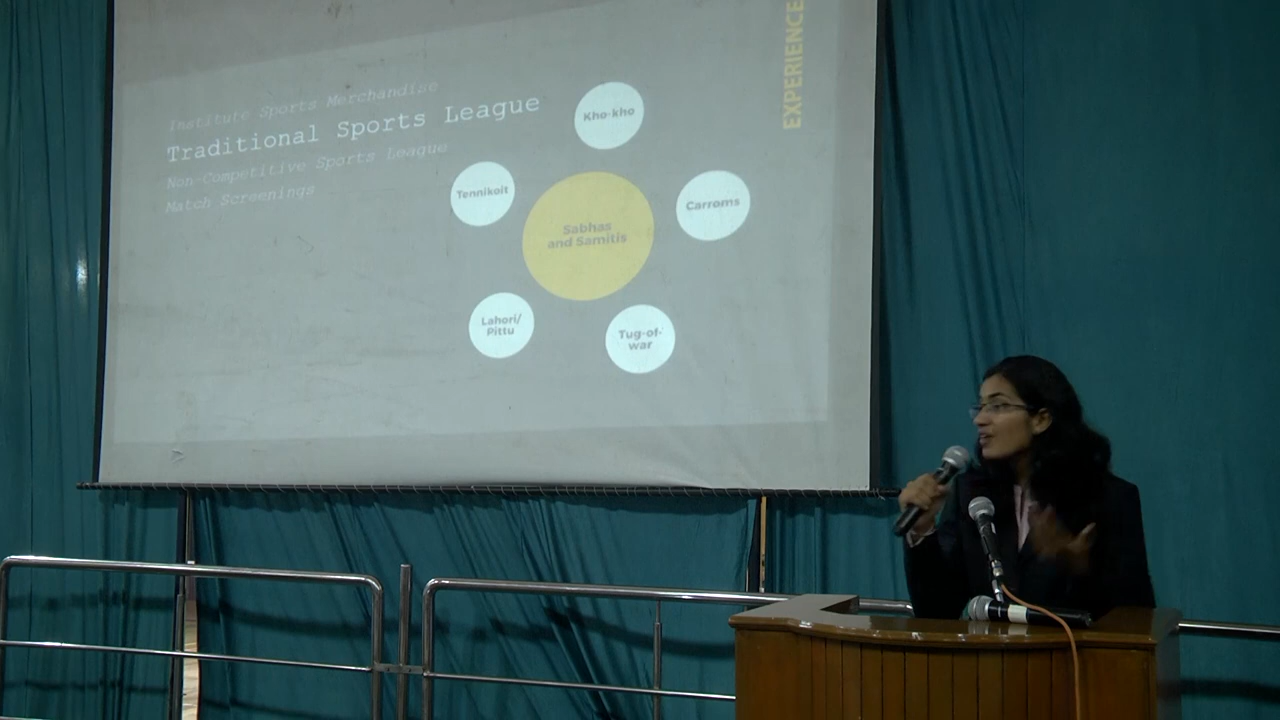 Institute Sports Merchandise
Traditional Sports League
Non-Competitive Sports League
Match Screenings
EXPERIENCE
Kho-kho
Tennikoit
Carroms
Sabhas
and Samitis
Lahori/
Pittu
Tug-of-
war